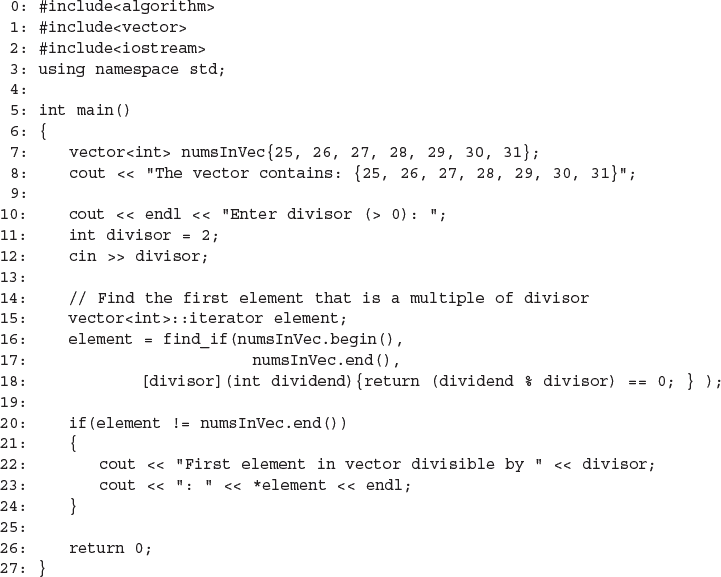 0: #include<algorithm>
1: #include<vector>
2: #include<iostream>
3: using namespace std;
4:
5: int main()
6: {
7:    vector<int> numsInVec{25, 26, 27, 28, 29, 30, 31};
8:    cout << "The vector contains: {25, 26, 27, 28, 29, 30, 31}";
9:
10:    cout << endl << "Enter divisor (> 0): ";
11:    int divisor = 2;
12:    cin >> divisor;
13:
14:    // Find the first element that is a multiple of divisor
15:    vector<int>::iterator element;
16:    element = find_if(numsInVec.begin(),
17:                      numsInVec.end(),
18:           [divisor](int dividend){return (dividend % divisor) == 0; } );
19:
20:    if(element != numsInVec.end())
21:    {
22:       cout << "First element in vector divisible by " << divisor;
23:       cout << ": " << *element << endl;
24:    }
25:
26:    return 0;
27: }